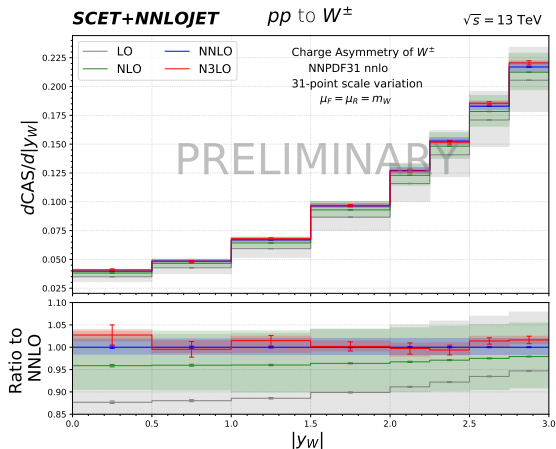 SCET+NNLOJET pp to W± √s = 13 TeV
LO NNLO
NLO N3LO
Charge Asymmetry of W±
NNPDF31 nnlo
31-point scale variation
μF = μR = mW
PRELIMINARY
dCAS/d|yW|
0.225
0.200
0.175
0.150
0.125
0.100
0.075
0.050
0.025
Ratio to
NNLO
1.10
1.05
1.00
0.95
0.90
0.85
0.0 0.5 1.0 1.5 2.0 2.5 3.0
|yW|